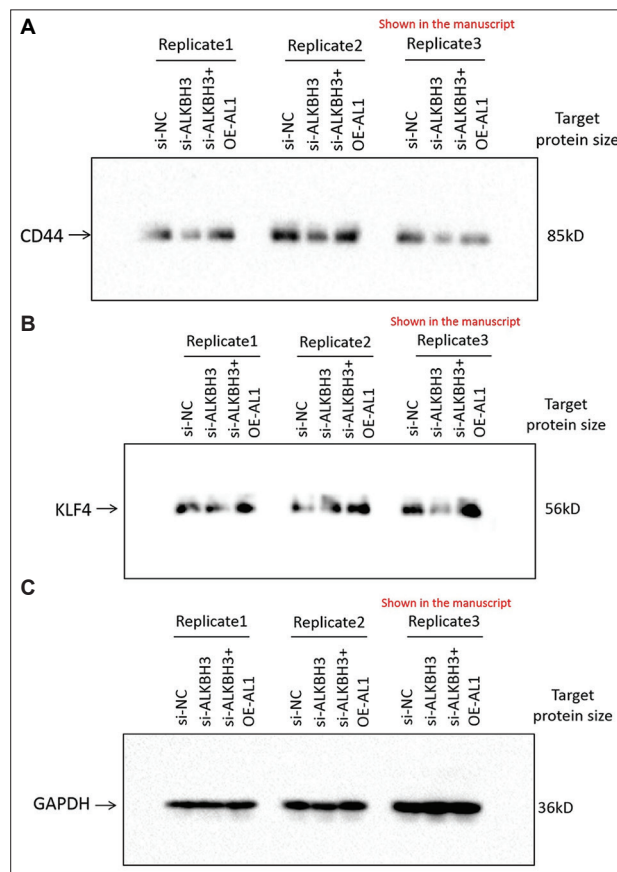 A
Shown in the manuscript
Replicate1 Replicate2 Replicate3
si-NC si-ALKBH3 si-ALKBH3+ OE-AL1 si-NC si-ALKBH3 si-ALKBH3+ OE-AL1 si-NC si-ALKBH3 si-ALKBH3+ OE-AL1
Target
protein size
CD44 → 85kD
B
Shown in the manuscript
Replicate1 Replicate2 Replicate3
si-NC si-ALKBH3 si-ALKBH3+ OE-AL1 si-NC si-ALKBH3 si-ALKBH3+ OE-AL1 si-NC si-ALKBH3 si-ALKBH3+ OE-AL1
Target
protein size
KLF4 → 56kD
C
Shown in the manuscript
Replicate1 Replicate2 Replicate3
si-NC si-ALKBH3 si-ALKBH3+ OE-AL1 si-NC si-ALKBH3 si-ALKBH3+ OE-AL1 si-NC si-ALKBH3 si-ALKBH3+ OE-AL1
Target
protein size
GAPDH → 36kD